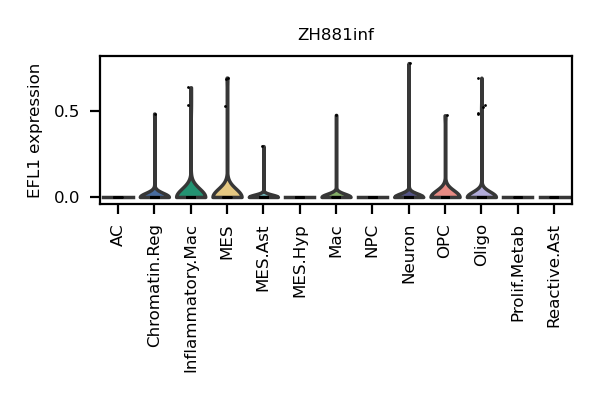 ZH881inf
EFL1 expression
0.5
0.0
AC
Chromatin.Reg
Inflammatory.Mac
MES
MES.Ast
MES.Hyp
Mac
NPC
Neuron
OPC
Oligo
Prolif.Metab
Reactive.Ast